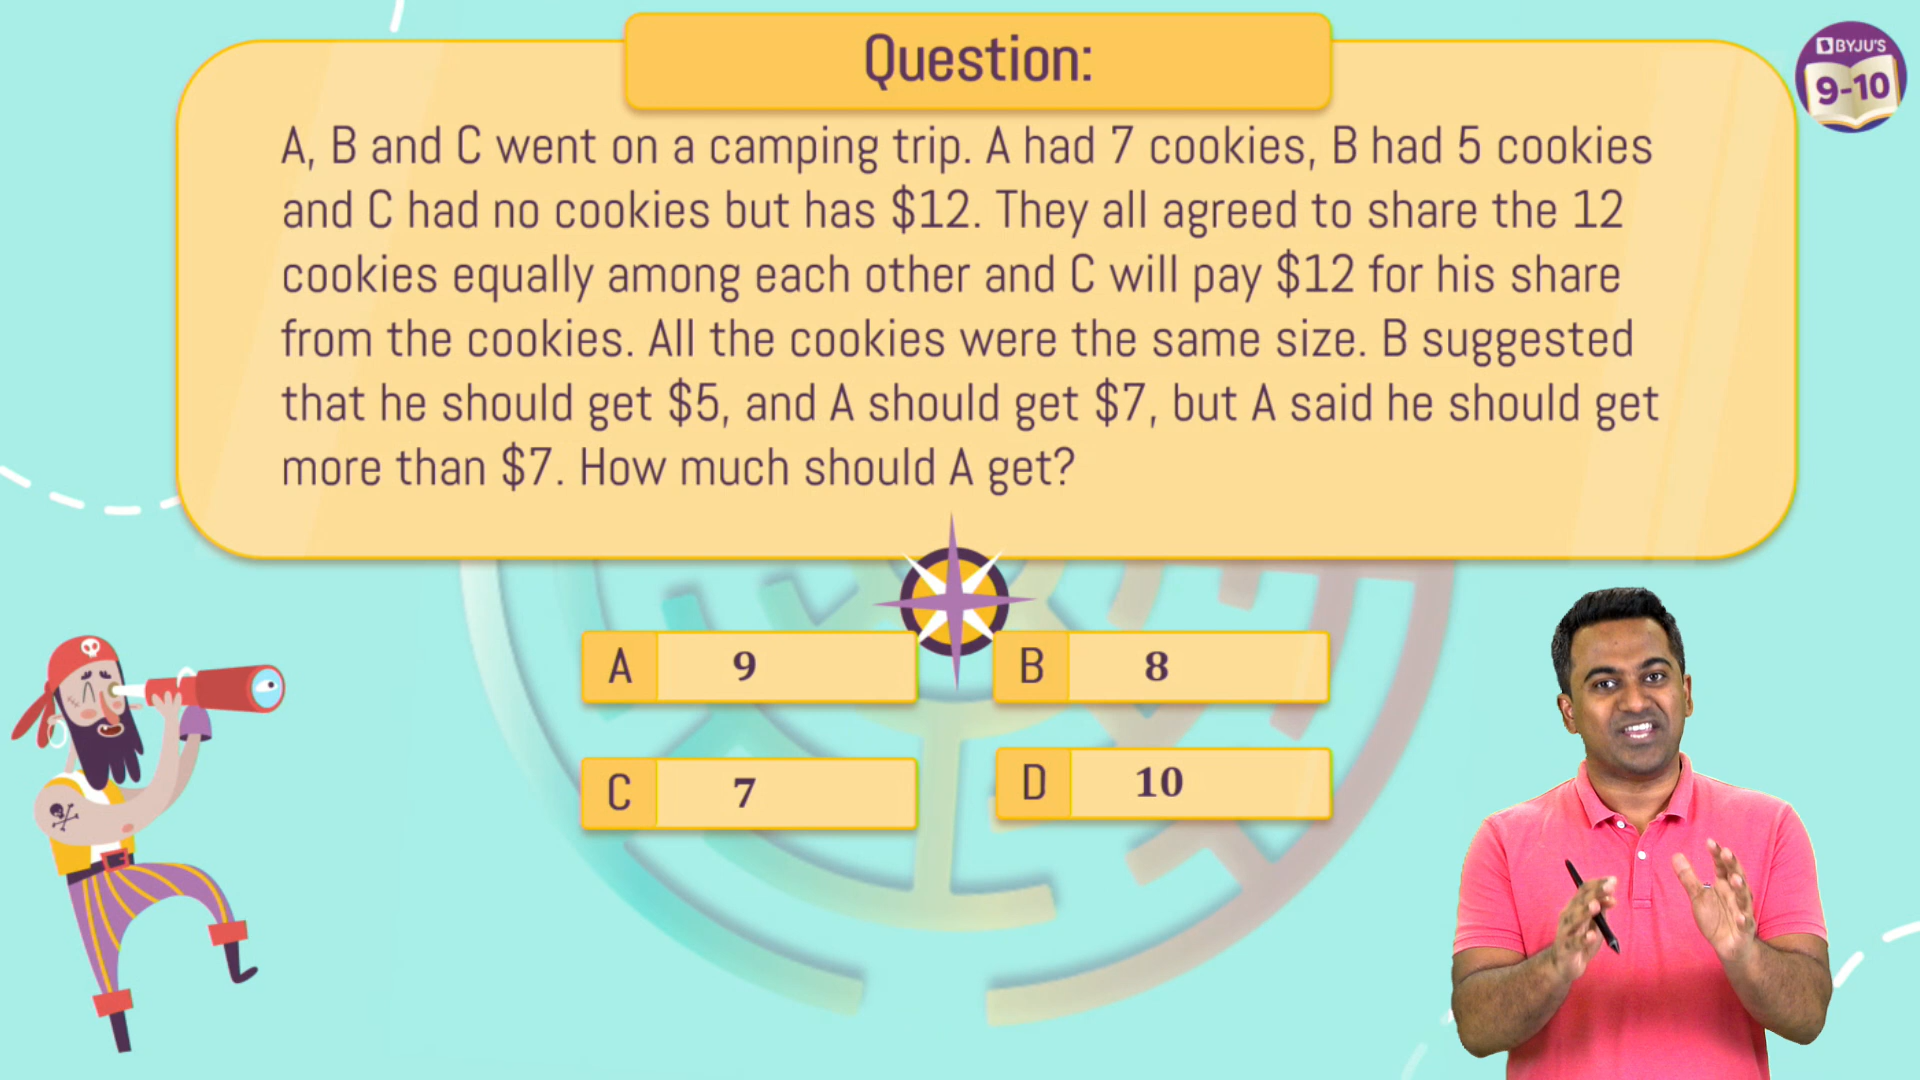 Question:
BYJU'S
9-10
A, B and C went on a camping trip. A had 7 cookies, B had 5 cookies
and C had no cookies but has $12. They all agreed to share the 12
cookies equally among each other and C will pay $12 for his share
from the cookies. All the cookies were the same size. B suggested
that he should get $5, and A should get $7, but A said he should get
more than $7. How much should A get?
A 9
B 8
C 7
D 10